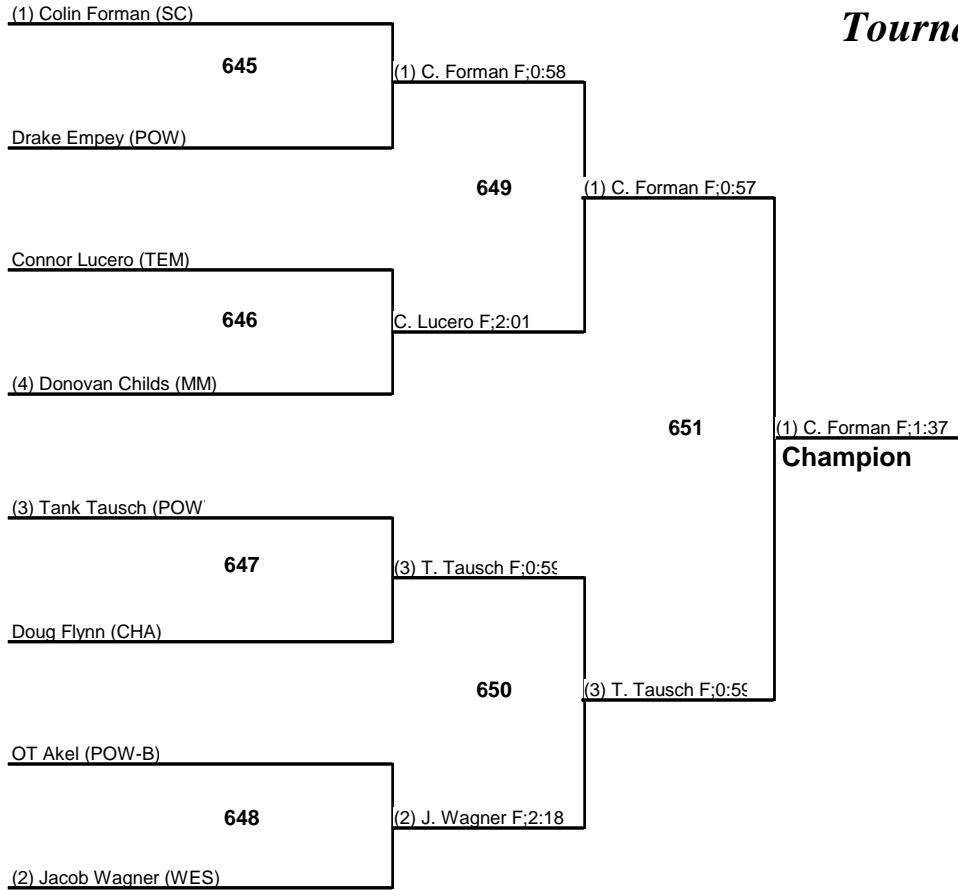 (1) Colin Forman (SC)
645
(1) C. Forman F;0:58
Drake Empey (POW)
649
(1) C. Forman F;0:57
Connor Lucero (TEM)
646
C. Lucero F;2:01
(4) Donovan Childs (MM)
651
(1) C. Forman F;1:37
Champion
(3) Tank Tausch (POW
647
(3) T. Tausch F;0:59
Doug Flynn (CHA)
650
(3) T. Tausch F;0:59
OT Akel (POW-B)
648
(2) J. Wagner F;2:18
(2) Jacob Wagner (WES)